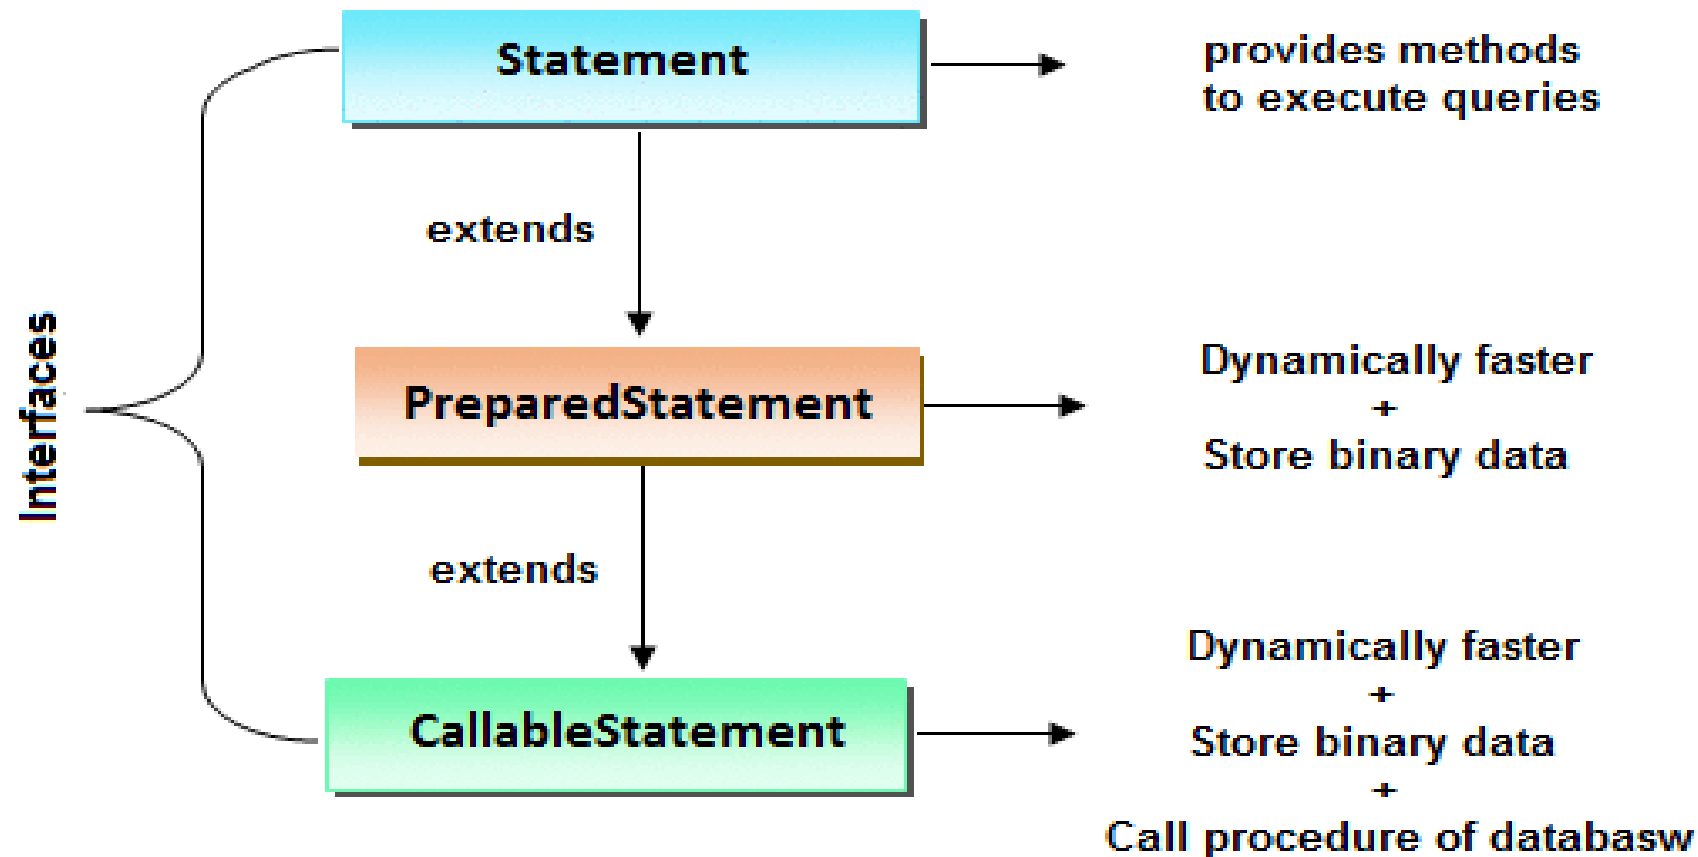 Statement
provides methods
to execute queries
extends
Interfaces
PreparedStatement
Dynamically faster
+
Store binary data
extends
CallableStatement
Dynamically faster
+
Store binary data
+
Call procedure of databasw